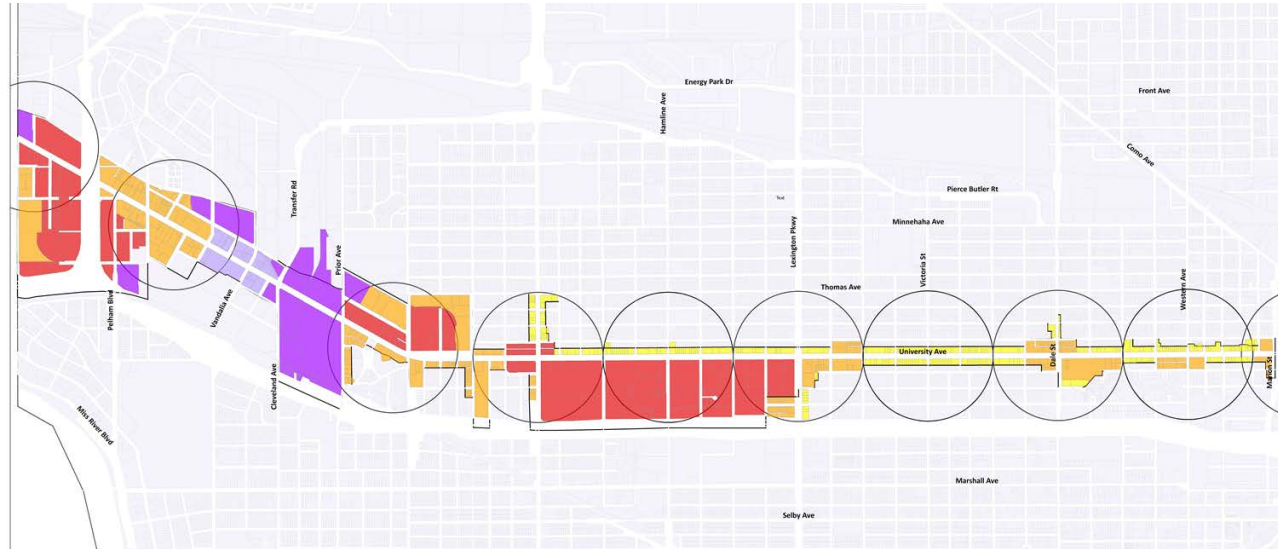 Energy Park Dr
Front Ave
Hamline Ave
Como Ave
Transfer Rd
Pierce Butler Rt
Text
Minnehaha Ave
Lexington Pkwy
Victoria St
Prior Ave
Thomas Ave
Western Ave
Pelham Blvd
Vandalia Ave
University Ave
Dale St
Marion St
Cleveland Ave
Miss River Blvd
Marshall Ave
Selby Ave